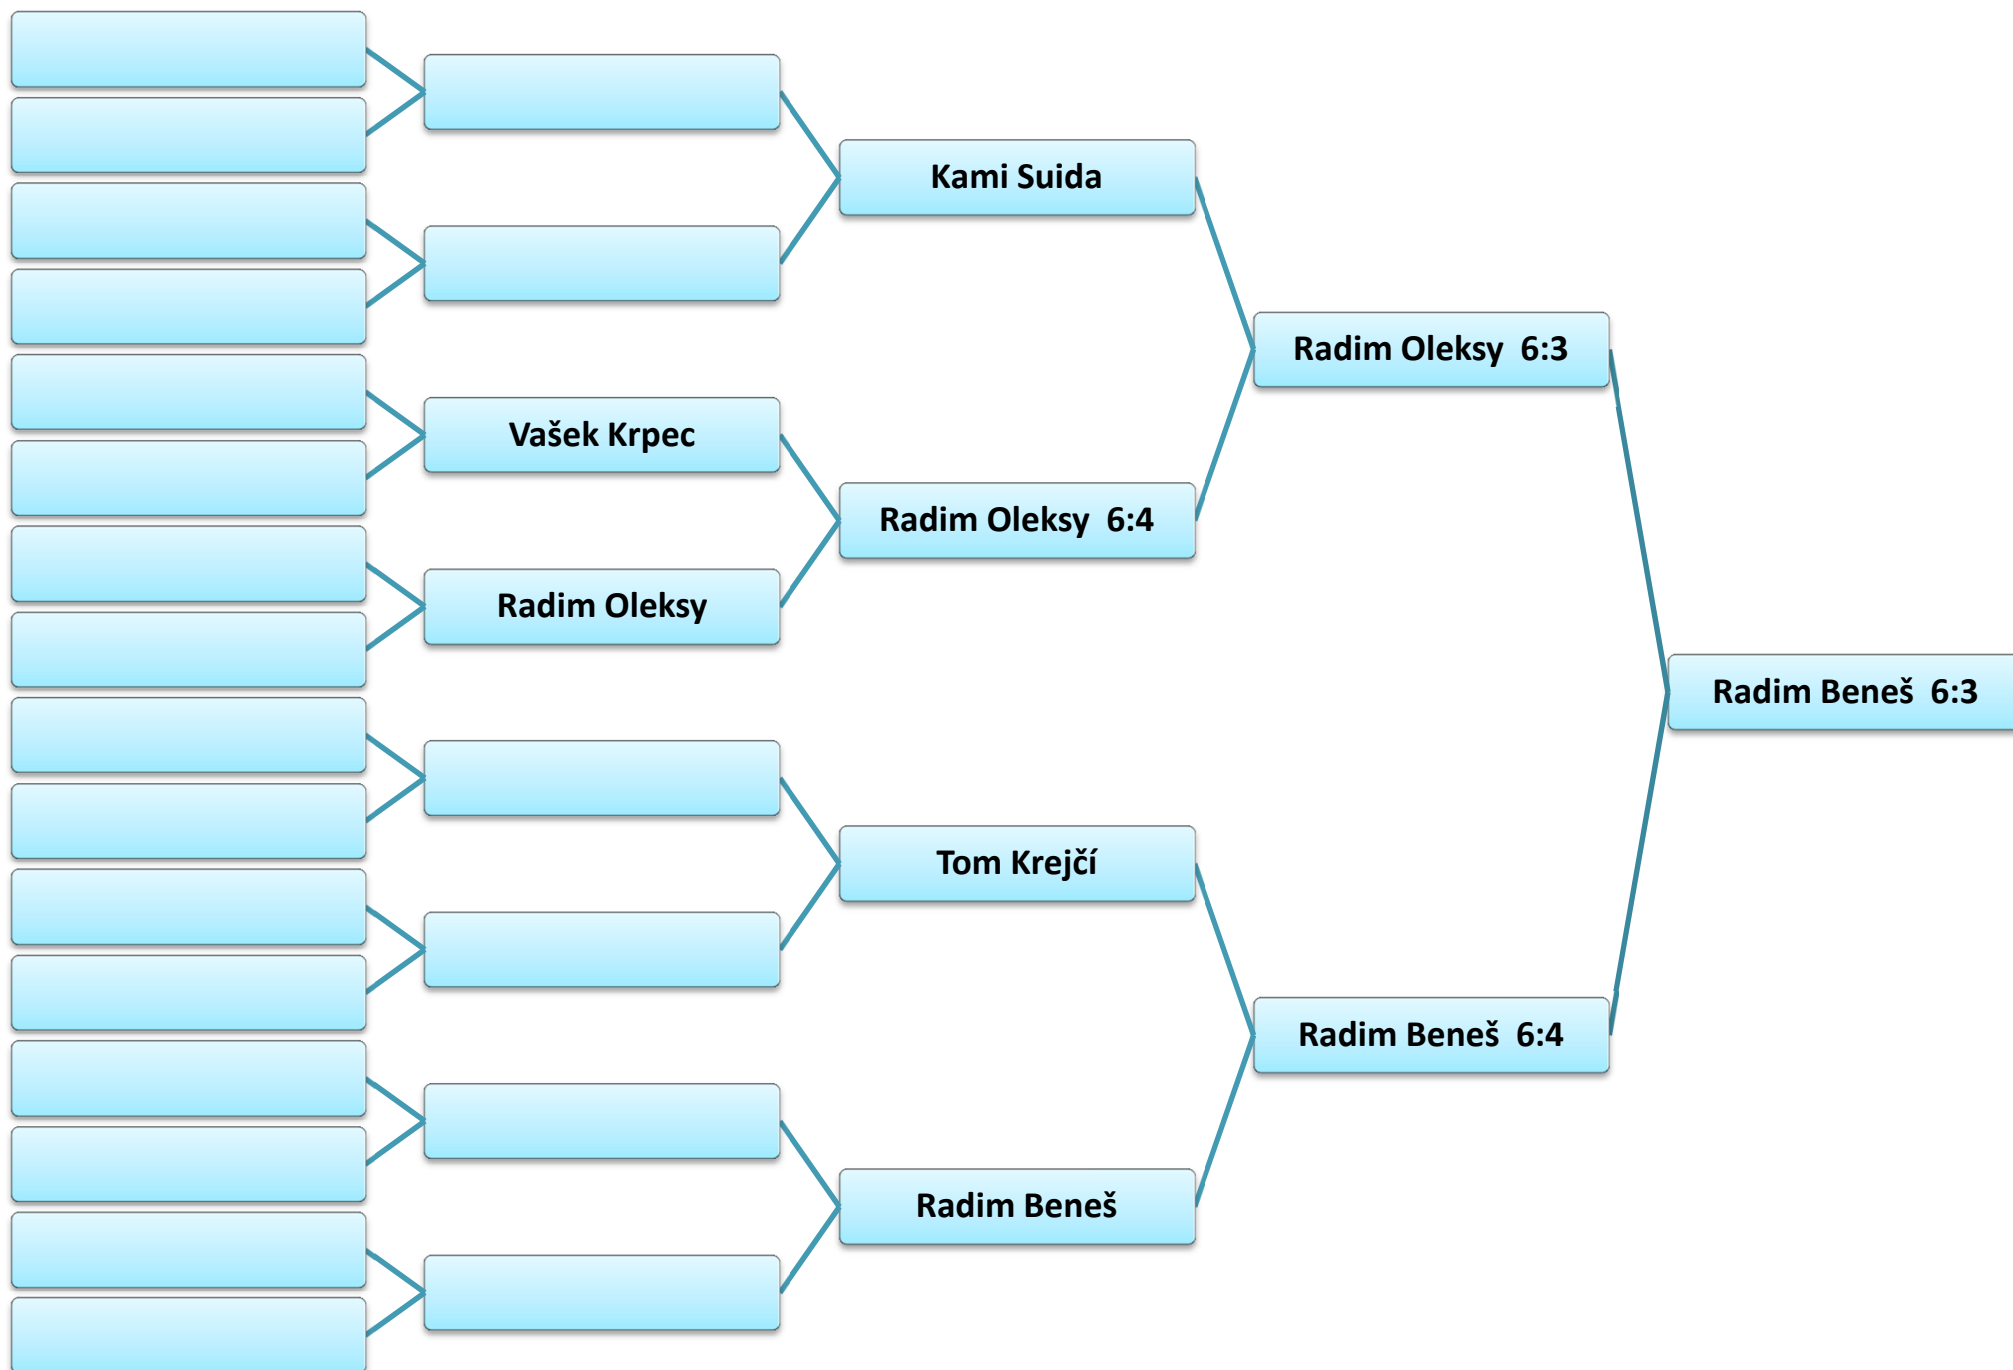 Kami Suida
Radim Oleksy 6:3
Vašek Krpec
Radim Oleksy 6:4
Radim Oleksy
Radim Beneš 6:3
Tom Krejčí
Radim Beneš 6:4
Radim Beneš